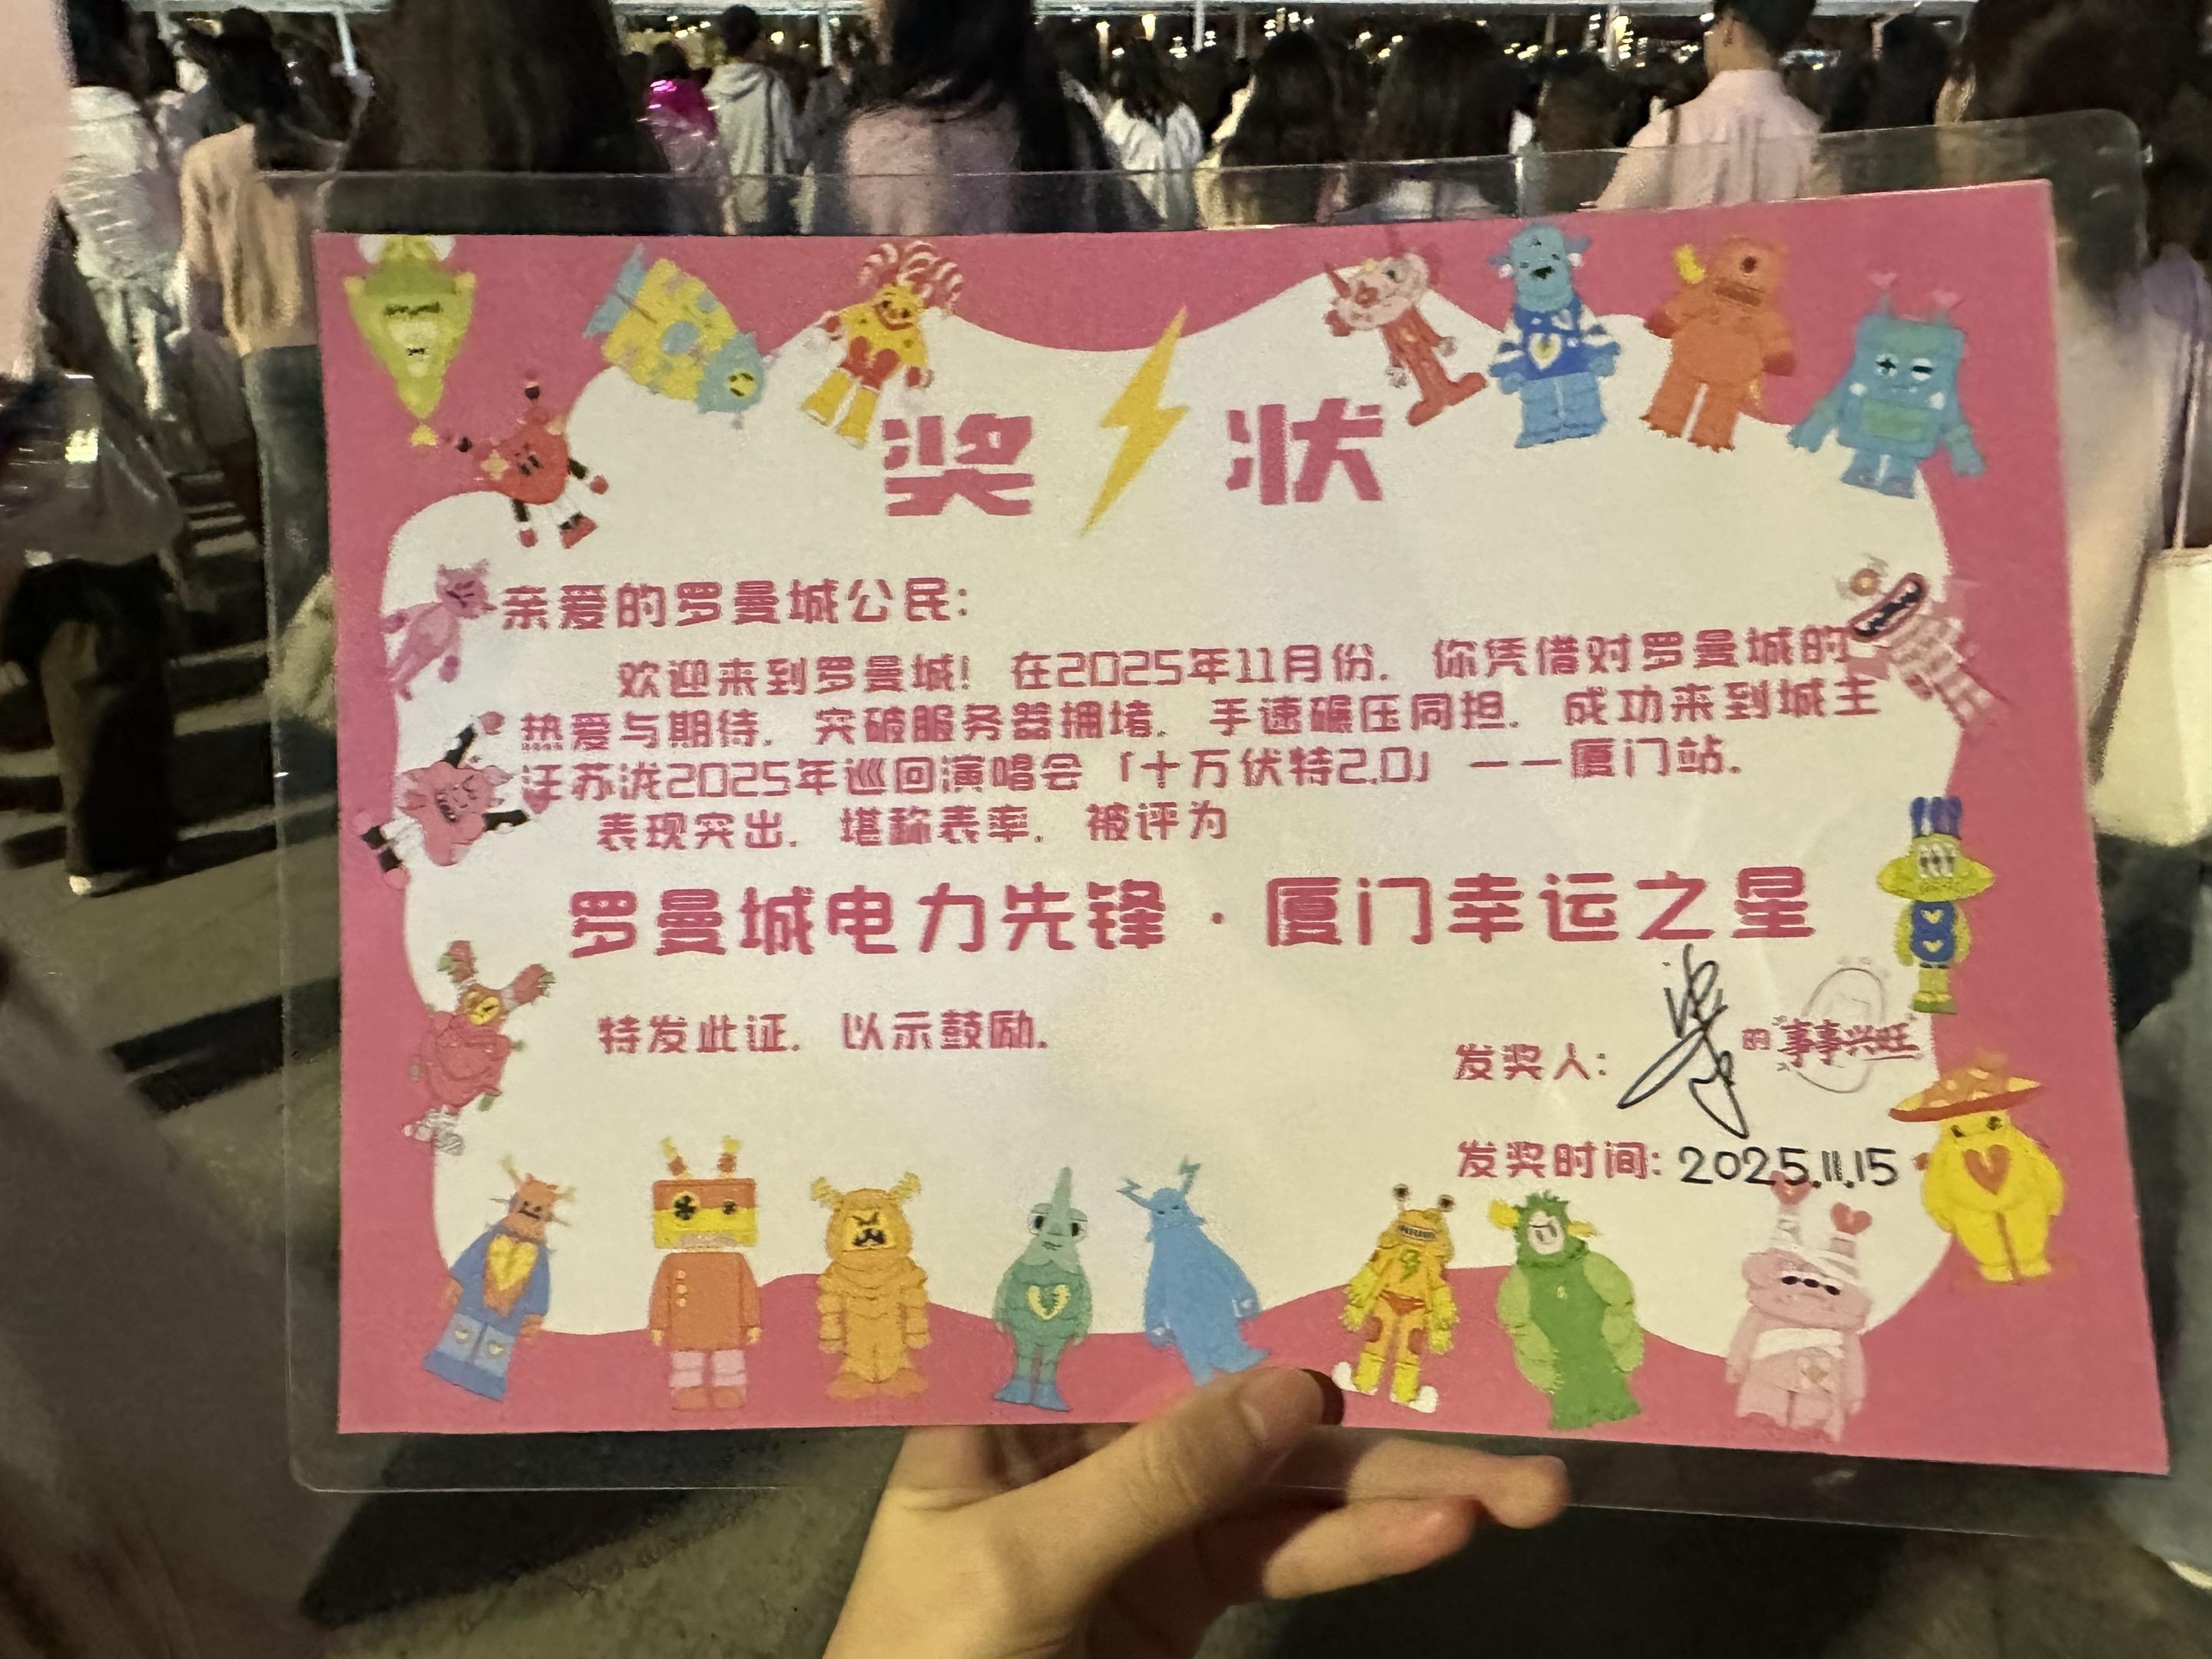 奖状
亲爱的罗曼城公民：
欢迎来到罗曼城！在2025年11月份，你凭借对罗曼城的
热爱与期待，突破服务器拥堵，手速碾压同担，成功来到城主
汪苏泷2025年巡回演唱会「十万伏特2.0」——厦门站。
表现突出，堪称表率，被评为
罗曼城电力先锋·厦门幸运之星
特发此证，以示鼓励。
发奖人：
的事事兴旺
发奖时间：2025.11.15